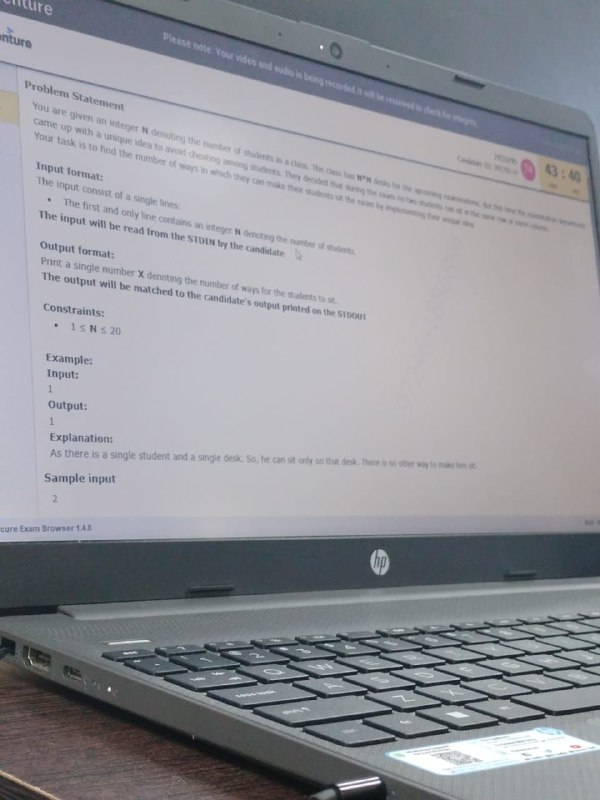 enture
enture
Please note: Your video and audio is being recorded. It will be reviewed to check for integrity.
74
43 : 40
Problem Statement
You are given an integer N denoting the number of students in a class. The class has N*N desks for the upcoming examinations. But this time the examination department
came up with a unique idea to avoid cheating among students. They decided that during the exam no two students can sit in the same row or same column.
Your task is to find the number of ways in which they can make their students sit the exam by implementing their unique idea.
Input format:
The input consist of a single lines:
• The first and only line contains an integer N denoting the number of students.
The input will be read from the STDIN by the candidate
Output format:
Print a single number X denoting the number of ways for the students to sit.
The output will be matched to the candidate's output printed on the STDOUT
Constraints:
• 1 ≤ N ≤ 20
Example:
Input:
1
Output:
1
Explanation:
As there is a single student and a single desk. So, he can sit only on that desk. There is no other way to make him sit.
Sample input
2
cure Exam Browser 1.4.8
hp